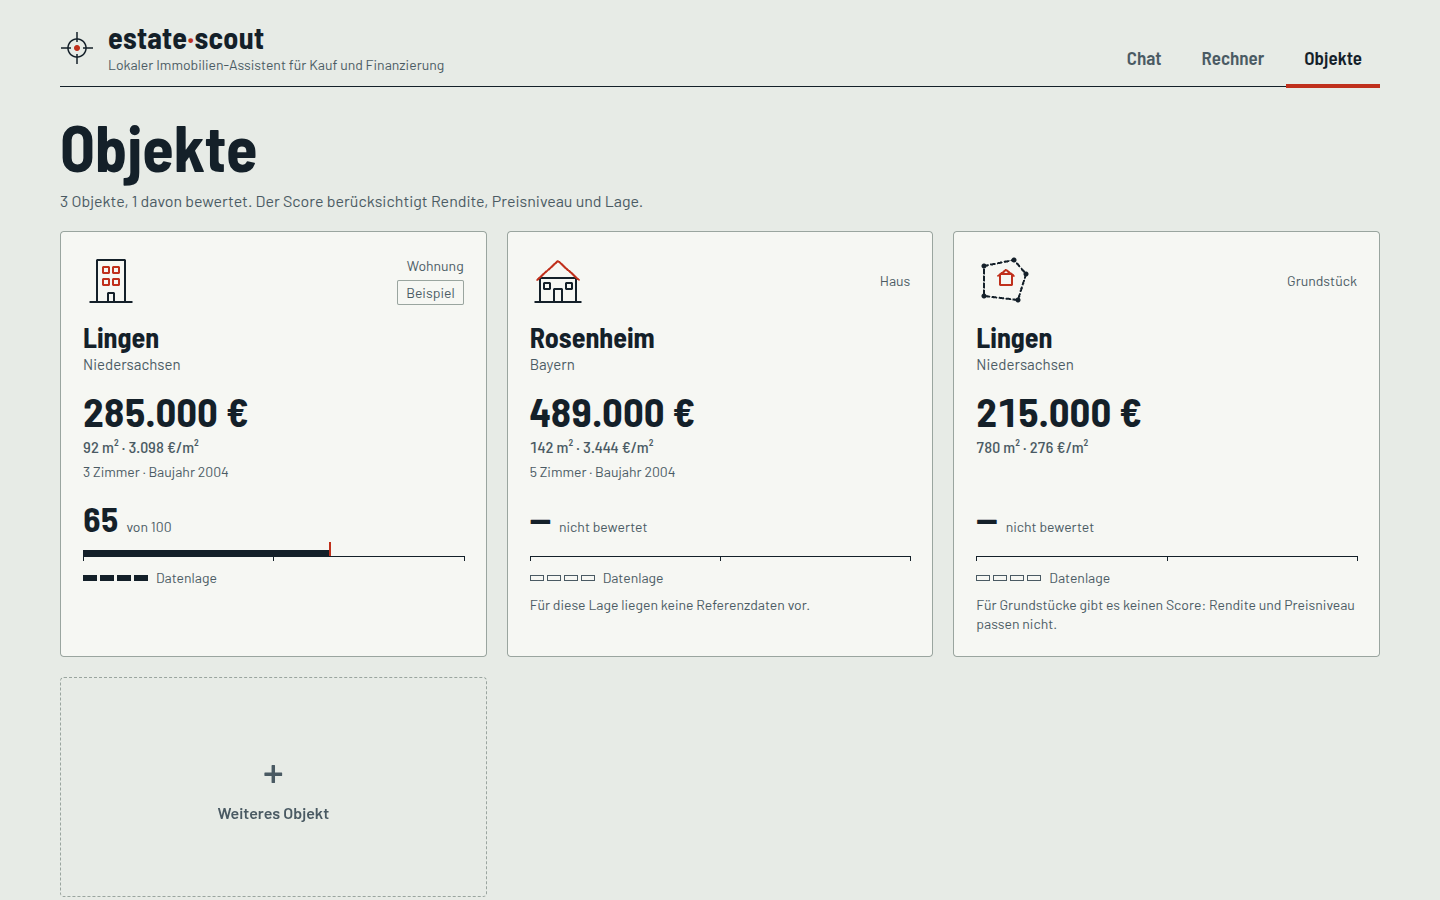 estate·scout
Lokaler Immobilien-Assistent für Kauf und Finanzierung
Chat
Rechner
Objekte
Objekte
3 Objekte, 1 davon bewertet. Der Score berücksichtigt Rendite, Preisniveau und Lage.
Wohnung
Beispiel
Lingen
Niedersachsen
285.000 €
92 m² · 3.098 €/m²
3 Zimmer · Baujahr 2004
65 von 100
Datenlage
Haus
Rosenheim
Bayern
489.000 €
142 m² · 3.444 €/m²
5 Zimmer · Baujahr 2004
– nicht bewertet
Datenlage
Für diese Lage liegen keine Referenzdaten vor.
Grundstück
Lingen
Niedersachsen
215.000 €
780 m² · 276 €/m²
– nicht bewertet
Datenlage
Für Grundstücke gibt es keinen Score: Rendite und Preisniveau
passen nicht.
+
Weiteres Objekt